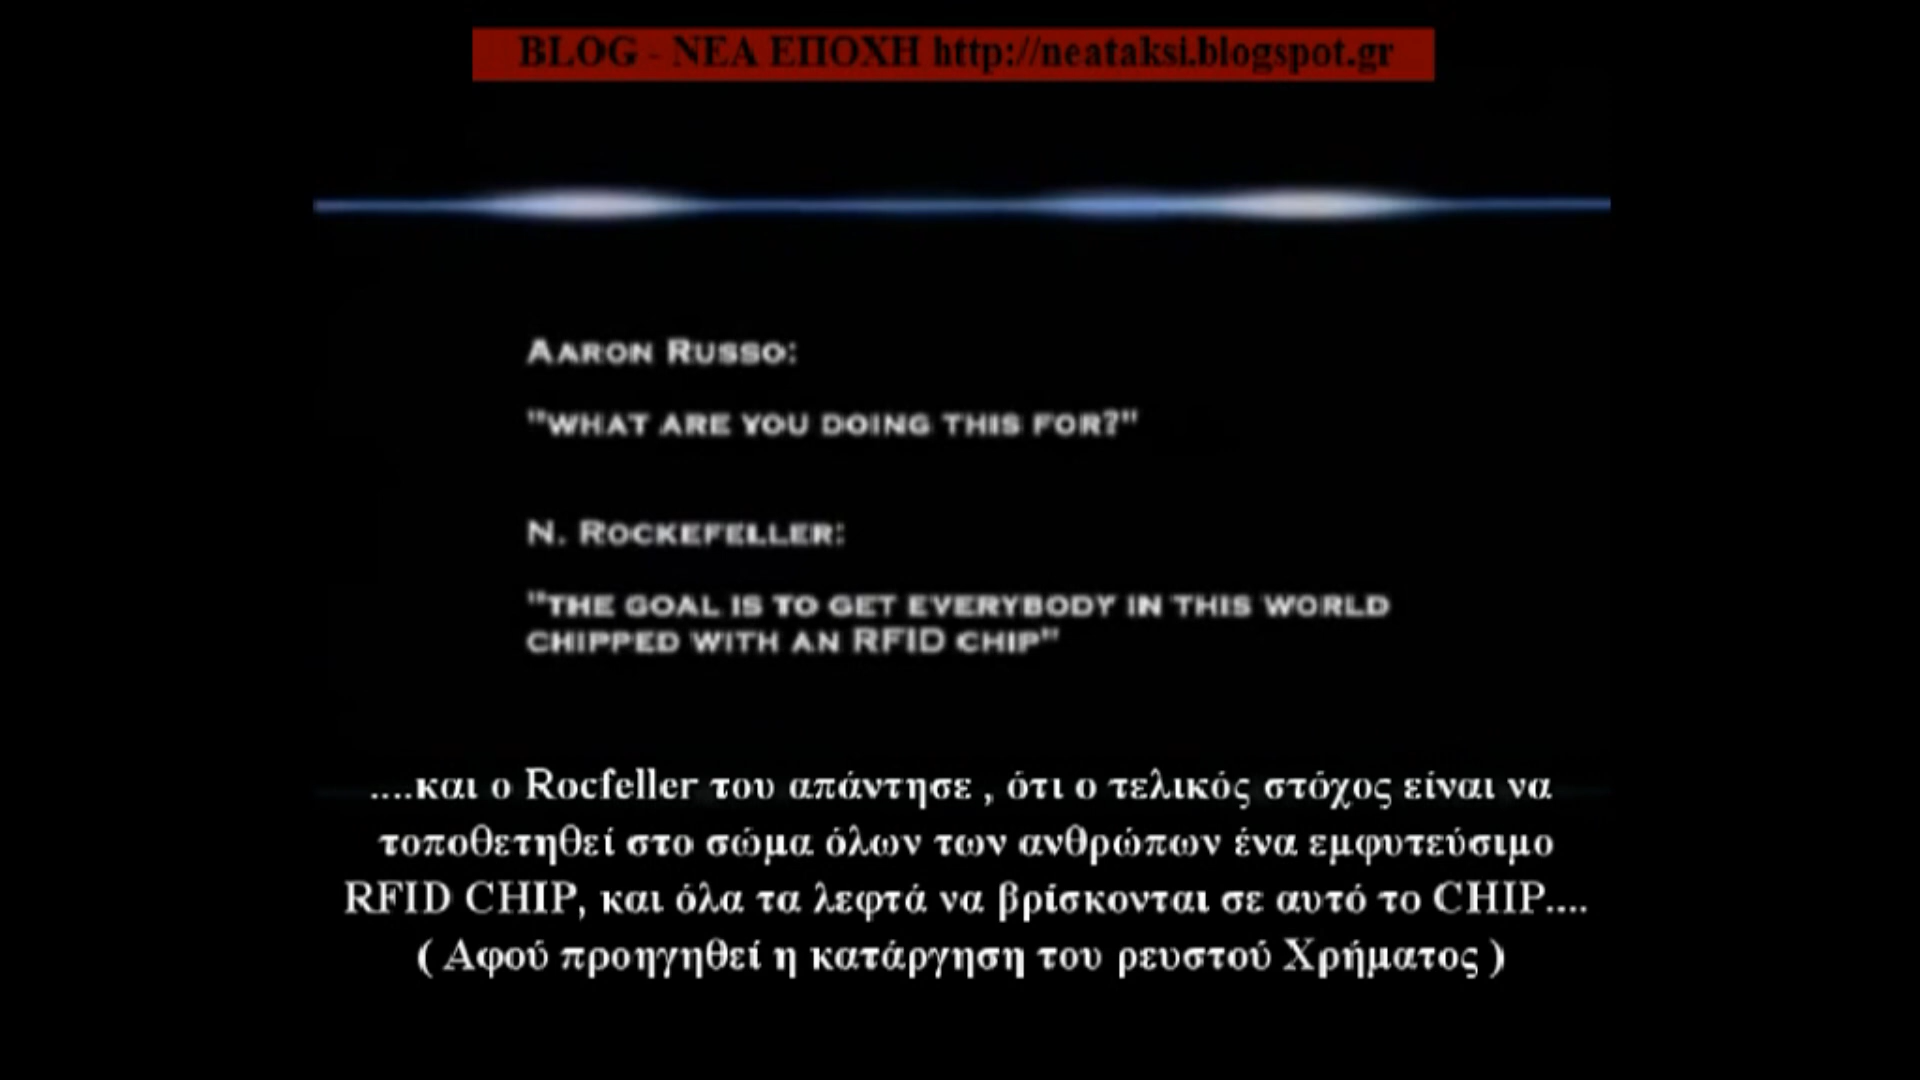 BLOG - ΝΕΑ ΕΠΟΧΗ http://neataksi.blogspot.gr
AARON RUSSO:
"WHAT ARE YOU DOING THIS FOR?"
N. ROCKEFELLER:
"THE GOAL IS TO GET EVERYBODY IN THIS WORLD
CHIPPED WITH AN RFID CHIP"
....και ο Rocfeller του απάντησε , ότι ο τελικός στόχος είναι να
τοποθετηθεί στο σώμα όλων των ανθρώπων ένα εμφυτεύσιμο
RFID CHIP, και όλα τα λεφτά να βρίσκονται σε αυτό το CHIP....
( Αφού προηγηθεί η κατάργηση του ρευστού Χρήματος )